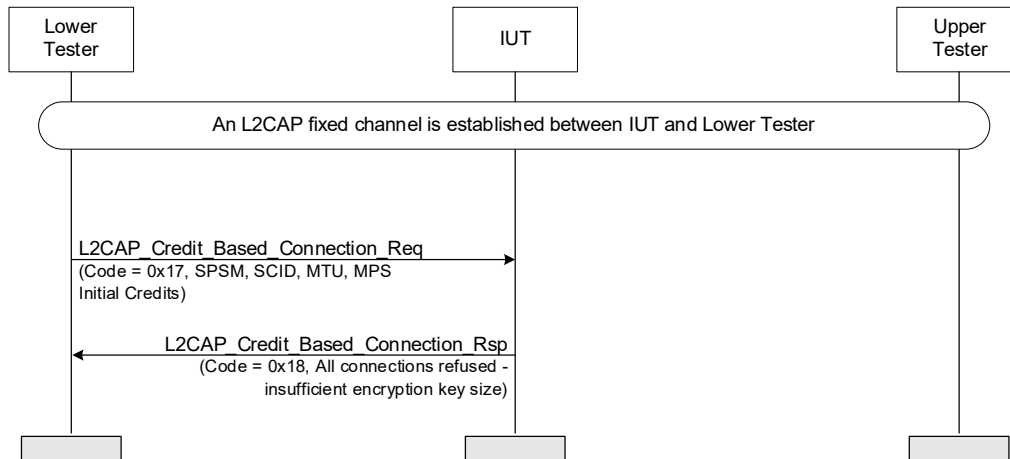 Lower
Tester
IUT
Upper
Tester
An L2CAP fixed channel is established between IUT and Lower Tester
L2CAP_Credit_Based_Connection_Req
(Code = 0x17, SPSM, SCID, MTU, MPS
Initial Credits)
L2CAP_Credit_Based_Connection_Rsp
(Code = 0x18, All connections refused -
insufficient encryption key size)